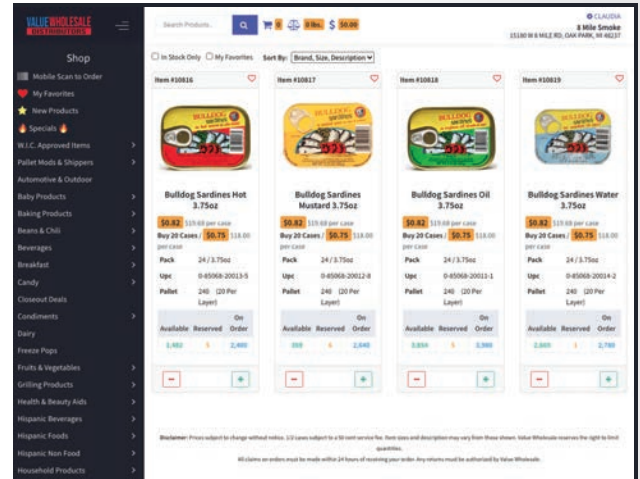 VALUE WHOLESALE
DISTRIBUTORS
Search Products..
0
0 lbs.
$ $0.00
CLAUDIA
8 Mile Smoke
15180 W 8 MILE RD, OAK PARK, MI 48237
Shop
Mobile Scan to Order
My Favorites
New Products
Specials
W.I.C. Approved Items
Pallet Mods & Shippers
Automotive & Outdoor
Baby Products
Baking Products
Beans & Chili
Beverages
Breakfast
Candy
Closeout Deals
Condiments
Dairy
Freeze Pops
Fruits & Vegetables
Grilling Products
Health & Beauty Aids
Hispanic Beverages
Hispanic Foods
Hispanic Non Food
Household Products
In Stock Only
My Favorites
Sort By: Brand, Size, Description
Item #10816
BULLDOG
sardines
Bulldog Sardines Hot
3.75oz
$0.82 $19.68 per case
Buy 20 Cases / $0.75 $18.00
per case
Pack 24 / 3.75oz
Upc 0-85068-20013-5
Pallet 240 (20 Per
Layer)
Available Reserved On
Order
5
Item #10817
BULLDOG
sardines
Bulldog Sardines
Mustard 3.75oz
$0.82 $19.68 per case
Buy 20 Cases / $0.75 $18.00
per case
Pack 24 / 3.75oz
Upc 0-85068-20012-8
Pallet 240 (20 Per
Layer)
Available Reserved On
Order
Item #10818
BULLDOG
sardines
Bulldog Sardines Oil
3.75oz
$0.82 $19.68 per case
Buy 20 Cases / $0.75 $18.00
per case
Pack 24 / 3.75oz
Upc 0-85068-20011-1
Pallet 240 (20 Per
Layer)
Available Reserved On
Order
Item #10819
BULLDOG
sardines
Bulldog Sardines Water
3.75oz
$0.82 $19.68 per case
Buy 20 Cases / $0.75 $18.00
per case
Pack 24 / 3.75oz
Upc 0-85068-20014-2
Pallet 240 (20 Per
Layer)
Available Reserved On
Order
Disclaimer: Prices subject to change without notice. 1/2 cases subject to a 50 cent service fee. Item sizes and description may vary from those shown. Value Wholesale reserves the right to limit
quantities.
All claims on orders must be made within 24 hours of receiving your order. Any returns must be authorized by Value Wholesale.